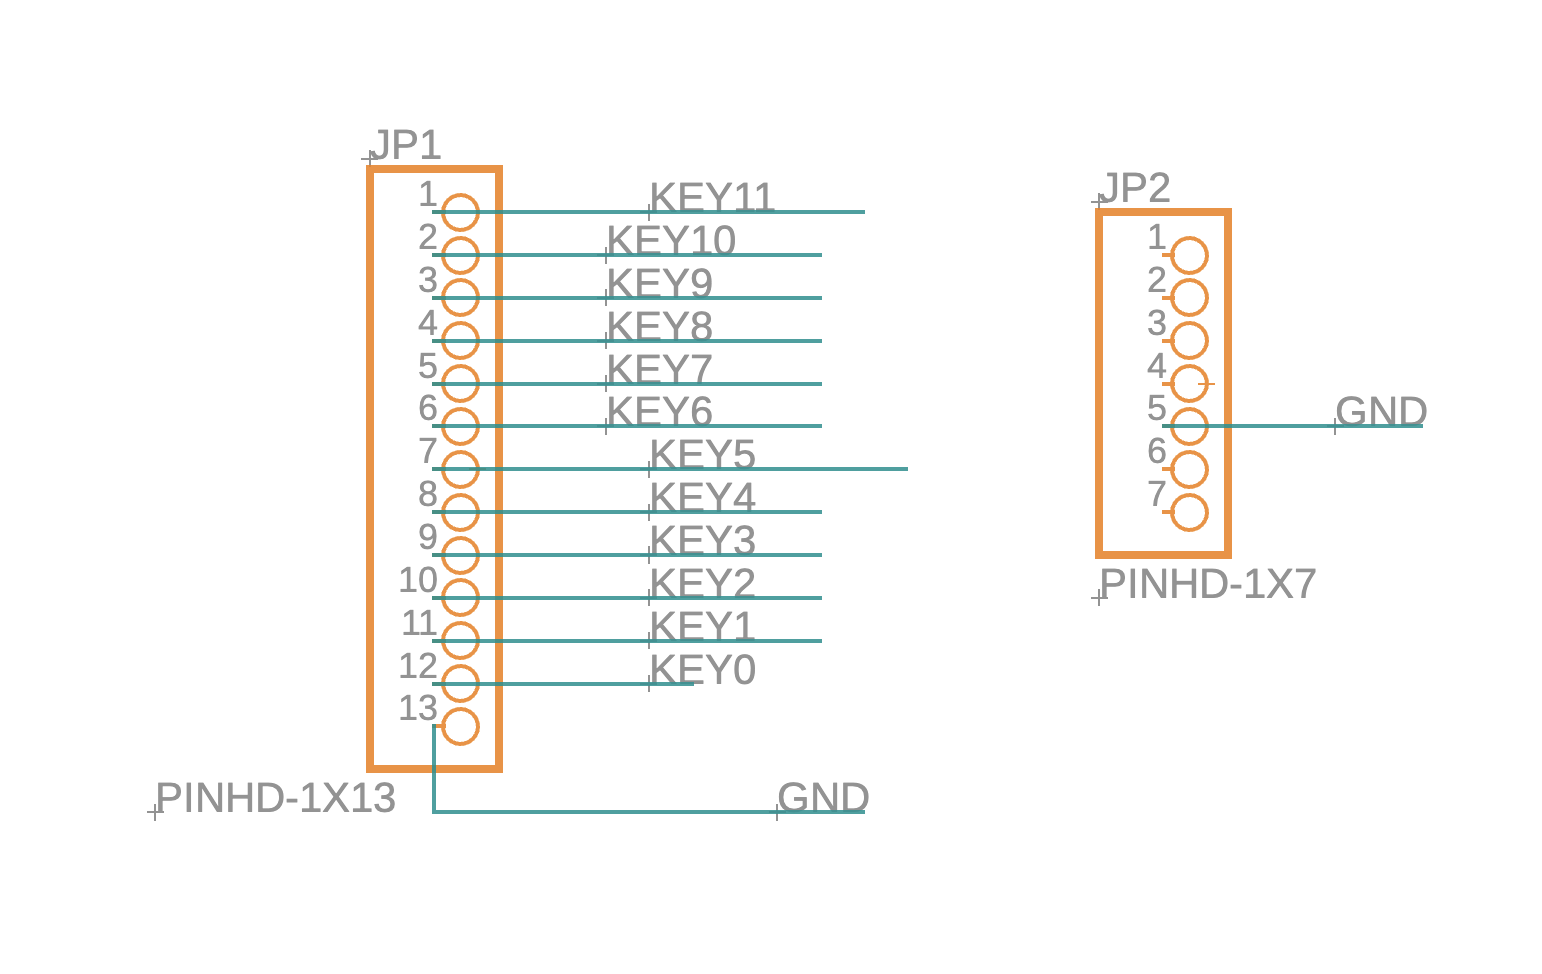 JP1
1 KEY11
2 KEY10
3 KEY9
4 KEY8
5 KEY7
6 KEY6
7 KEY5
8 KEY4
9 KEY3
10 KEY2
11 KEY1
12 KEY0
13
PINHD-1X13 GND
JP2
1
2
3
4
5 GND
6
7
PINHD-1X7